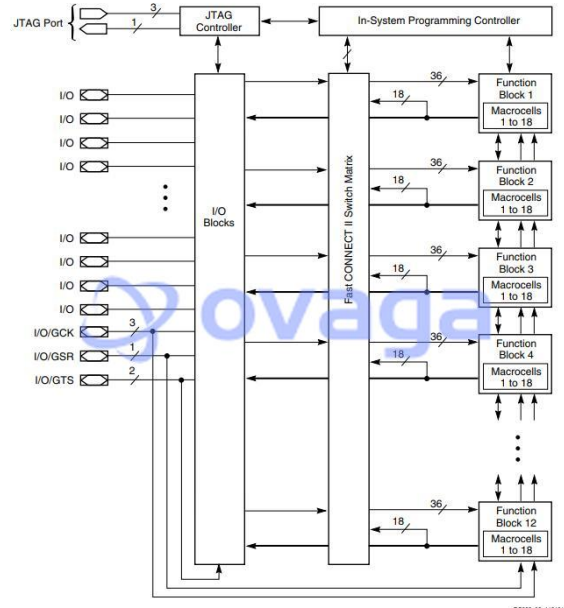 JTAG Port
3
1
JTAG
Controller
In-System Programming Controller
I/O
I/O
I/O
I/O
I/O
I/O
I/O
I/O
I/O/GCK
3
I/O/GSR
1
I/O/GTS
2
I/O
Blocks
Fast CONNECT II Switch Matrix
36
18
Function
Block 1
Macrocells
1 to 18
36
18
Function
Block 2
Macrocells
1 to 18
36
18
Function
Block 3
Macrocells
1 to 18
36
18
Function
Block 4
Macrocells
1 to 18
36
18
Function
Block 12
Macrocells
1 to 18
ovaga